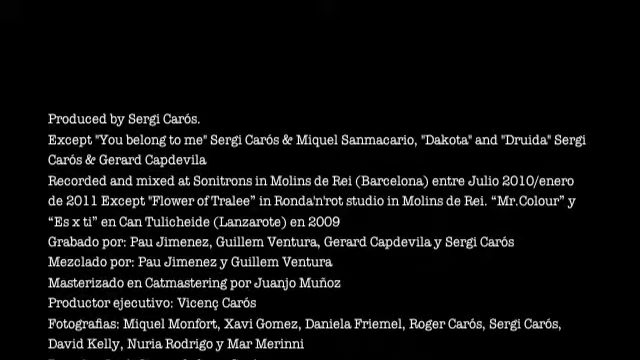 Produced by Sergi Carós.
Except "You belong to me" Sergi Carós & Miquel Sanmacario, "Dakota" and "Druida" Sergi
Carós & Gerard Capdevila
Recorded and mixed at Sonitrons in Molins de Rei (Barcelona) entre Julio 2010/enero
de 2011 Except "Flower of Tralee” in Ronda'n'rot studio in Molins de Rei. “Mr.Colour” y
“Es x ti” en Can Tulicheide (Lanzarote) en 2009
Grabado por: Pau Jimenez, Guillem Ventura, Gerard Capdevila y Sergi Carós
Mezclado por: Pau Jimenez y Guillem Ventura
Masterizado en Catmastering por Juanjo Muñoz
Productor ejecutivo: Vicenç Carós
Fotografias: Miquel Monfort, Xavi Gomez, Daniela Friemel, Roger Carós, Sergi Carós,
David Kelly, Nuria Rodrigo y Mar Merinni